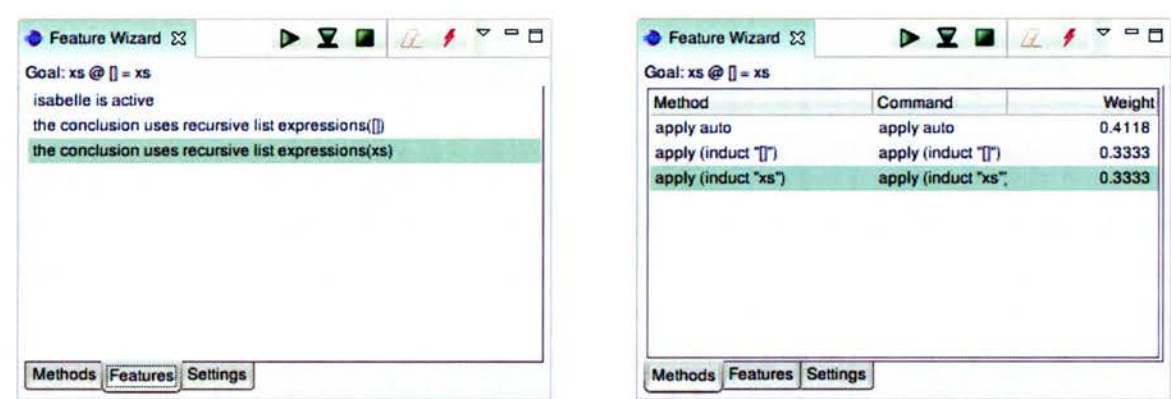 Feature Wizard
Goal: xs @ [] = xs
isabelle is active
the conclusion uses recursive list expressions([])
the conclusion uses recursive list expressions(xs)
Methods Features Settings
Feature Wizard
Goal: xs @ [] = xs
Method Command Weight
apply auto apply auto 0.4118
apply (induct "[]") apply (induct "[]") 0.3333
apply (induct "xs") apply (induct "xs" 0.3333
Methods Features Settings